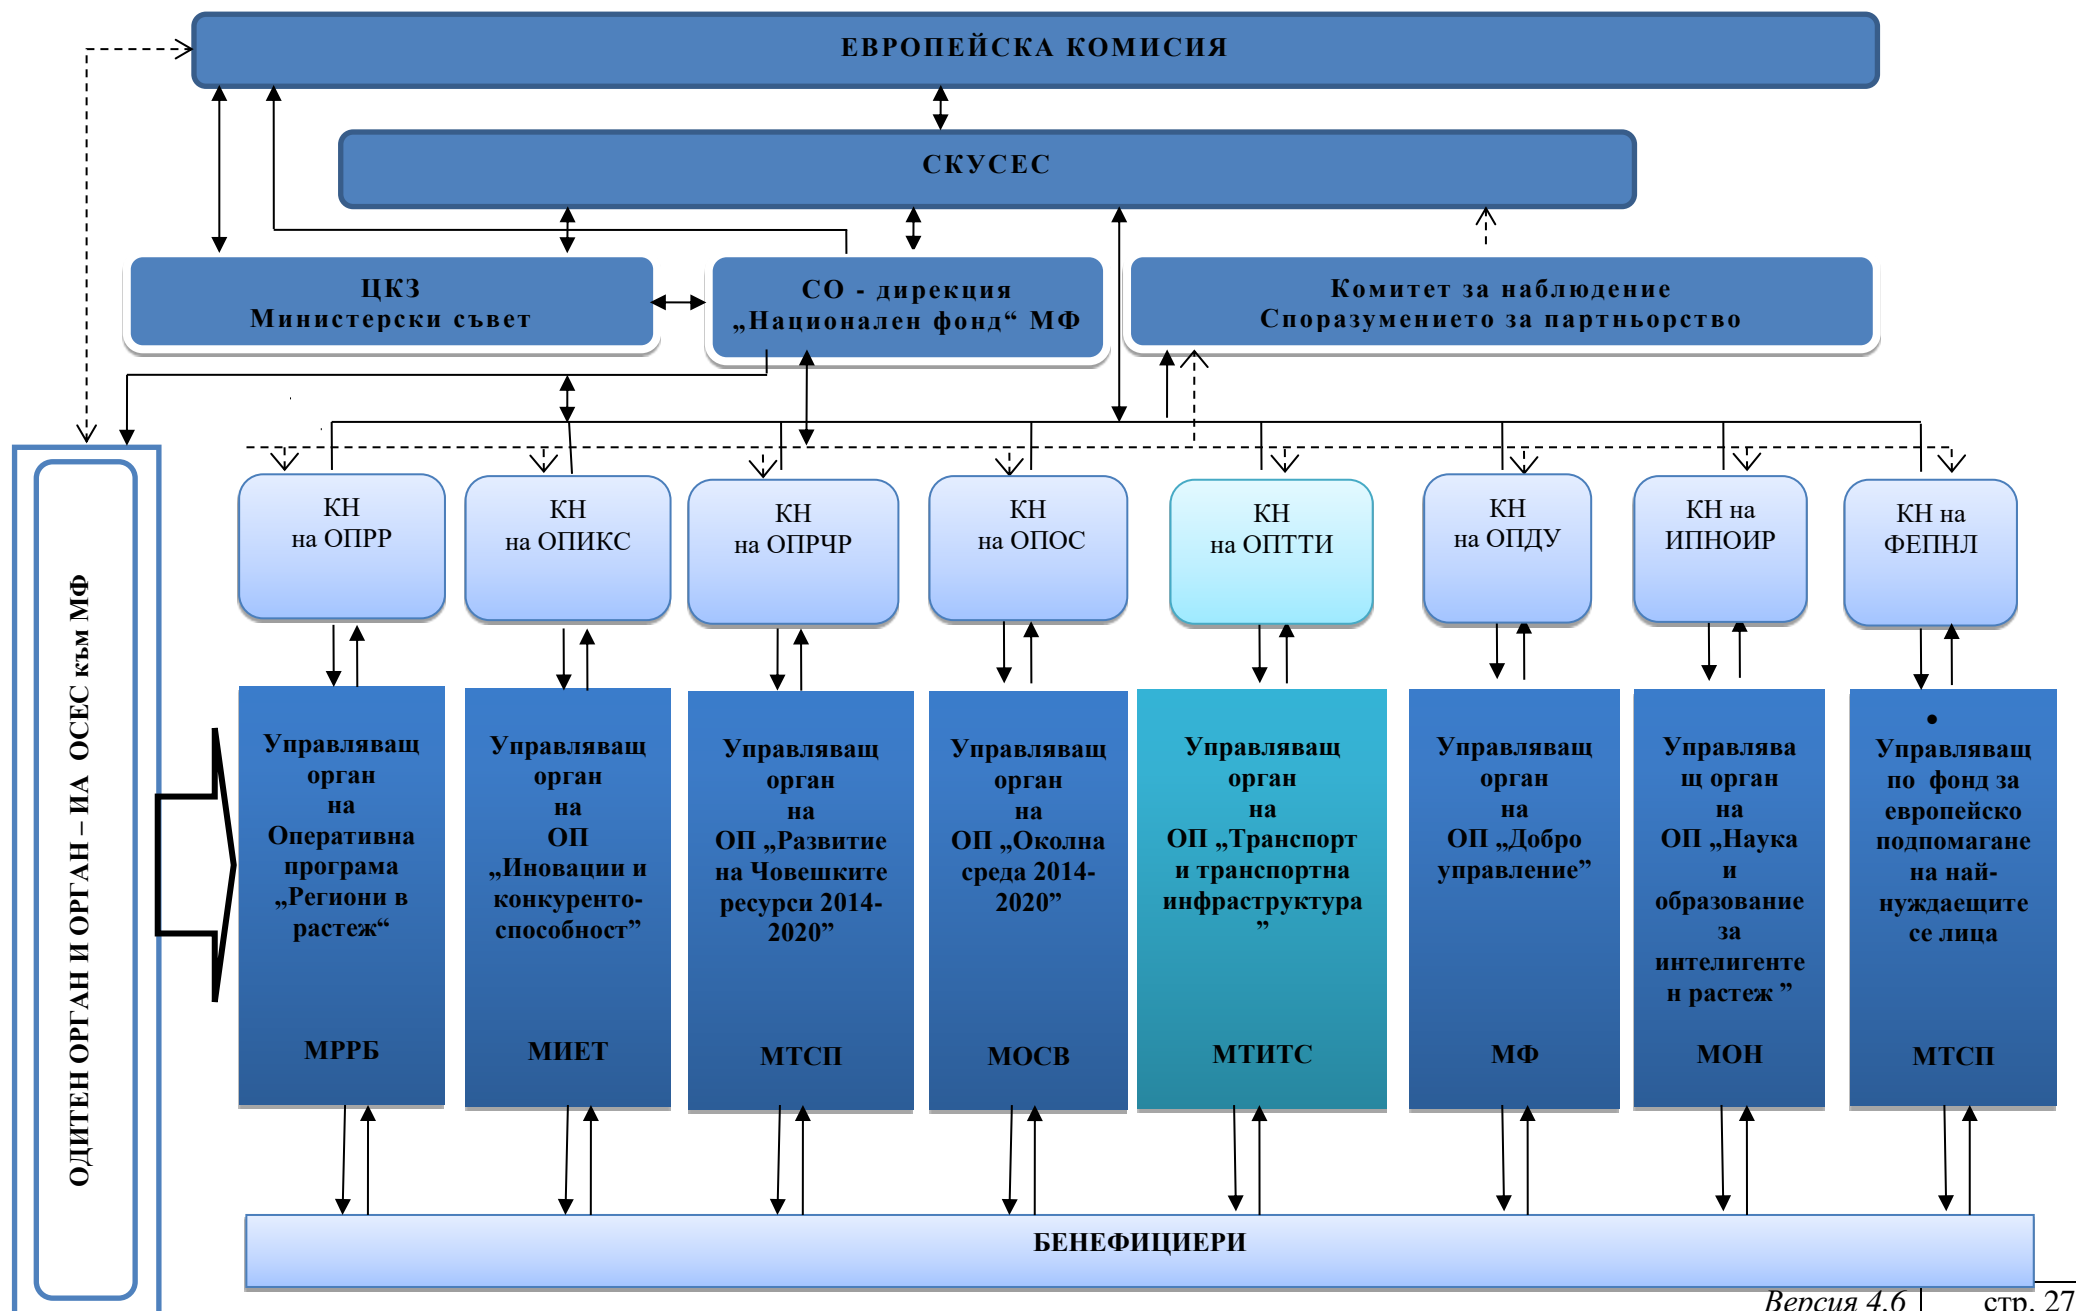 ЕВРОПЕЙСКА КОМИСИЯ
СКУСЕС
ЦКЗ
Министерски съвет
СО - дирекция
„Национален фонд“ МФ
Комитет за наблюдение
Споразумението за партньорство
ОДИТЕН ОРГАН И ОРГАН – ИА ОСЕС към МФ
КН
на ОПРР
КН
на ОПИКС
КН
на ОПРЧР
КН
на ОПОС
КН
на ОПТТИ
КН
на ОПДУ
КН на
ИПНОИР
КН на
ФЕПНЛ
Управляващ
орган
на
Оперативна
програма
„Региони в
растеж“
МРРБ
Управляващ
орган
на
ОП
„Иновации и
конкуренто-
способност”
МИЕТ
Управляващ
орган
на
ОП „Развитие
на Човешките
ресурси 2014-
2020”
МТСП
Управляващ
орган
на
ОП „Околна
среда 2014-
2020”
МОСВ
Управляващ
орган
на
ОП „Транспорт
и транспортна
инфраструктура
”
МТИТС
Управляващ
орган
на
ОП „Добро
управление”
МФ
Управлява
щ орган
на
ОП „Наука
и
образование
за
интелигенте
н растеж ”
МОН
•
Управляващ
по фонд за
европейско
подпомагане
на най-
нуждаещите
се лица
МТСП
БЕНЕФИЦИЕРИ
Версия 4.6 стр. 27